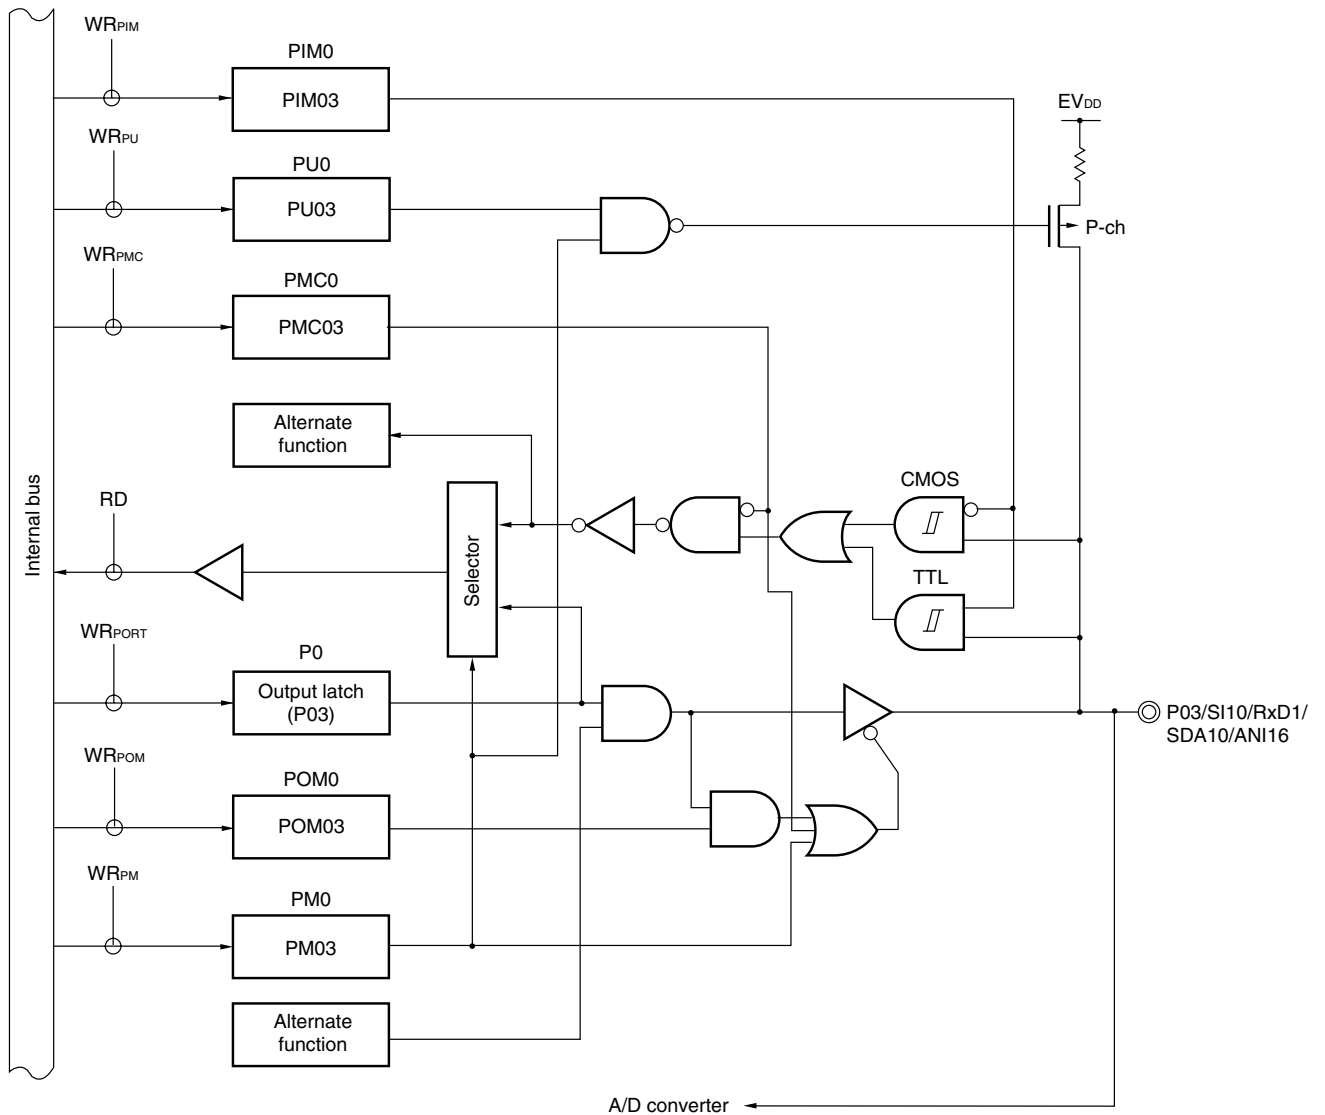 WRPIM
PIM0
PIM03
EVDD
WRPU
PU0
PU03
P-ch
WRPMC
PMC0
PMC03
Alternate
function
CMOS
Internal bus
RD
Selector
TTL
WRPORT
P0
Output latch
(P03)
P03/SI10/RxD1/
SDA10/ANI16
WRPOM
POM0
POM03
WRPM
PM0
PM03
Alternate
function
A/D converter